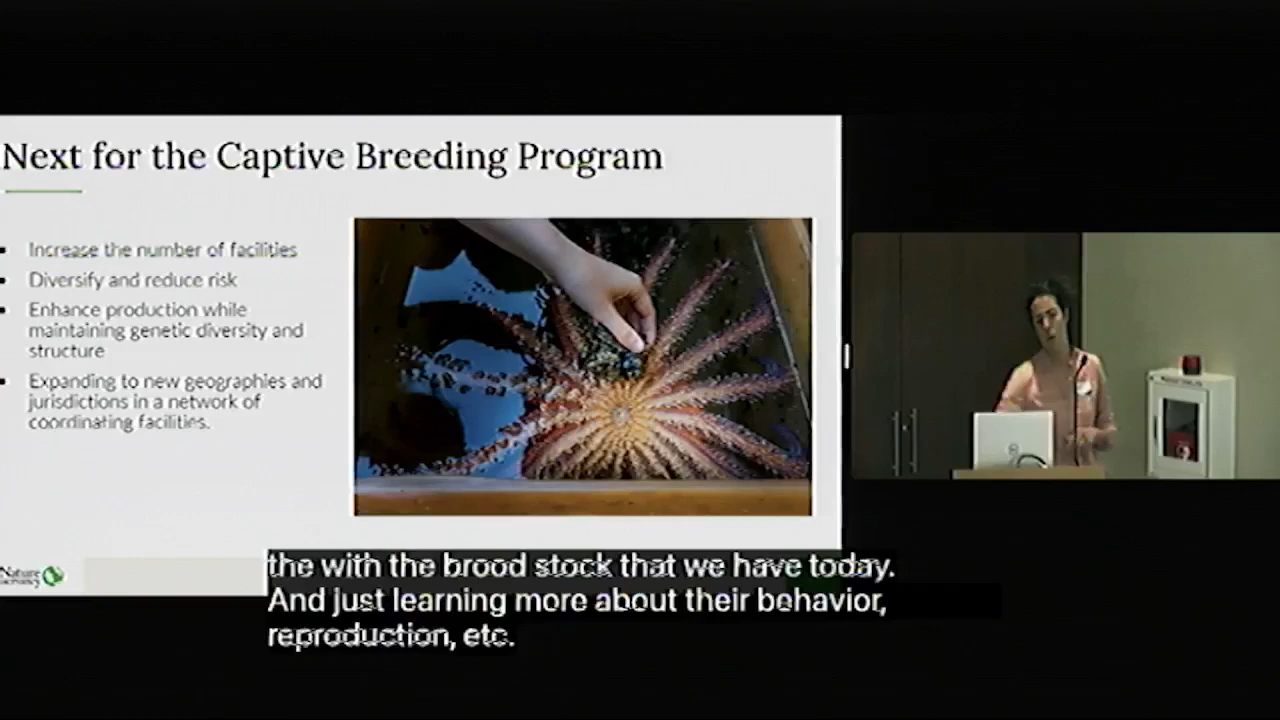 Next for the Captive Breeding Program
Increase the number of facilities
Diversify and reduce risk
Enhance production while
maintaining genetic diversity and
structure
Expanding to new geographies and
jurisdictions in a network of
coordinating facilities.
Nature
the with the brood stock that we have today.
And just learning more about their behavior,
reproduction, etc.